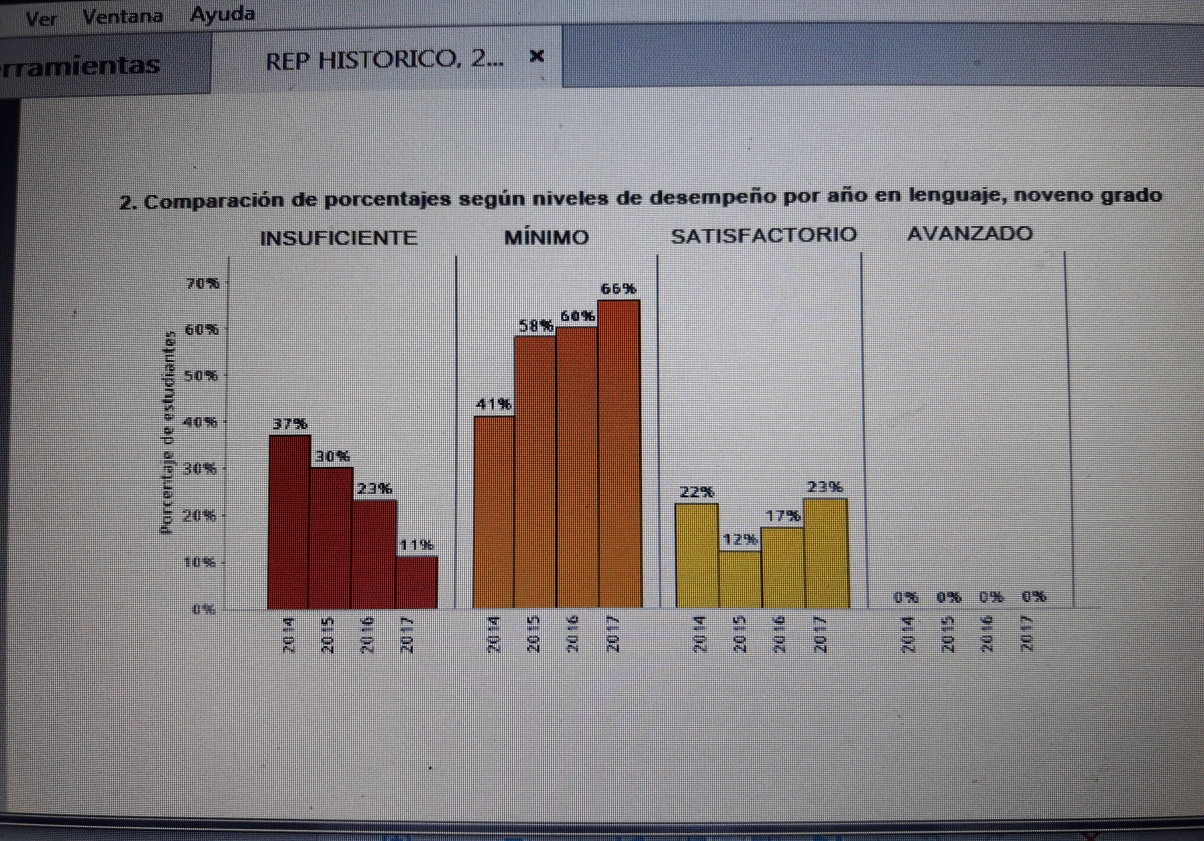 Ver Ventana Ayuda
rramientas
REP HISTORICO, 2... ×
2. Comparación de porcentajes según niveles de desempeño por año en lenguaje, noveno grado
INSUFICIENTE MÍNIMO SATISFACTORIO AVANZADO
Porcentaje de estudiantes
70%
60%
50%
40%
30%
20%
10%
0%
37% 30% 23% 11%
41% 58% 60% 66%
22% 12% 17% 23%
0% 0% 0% 0%
2014 2015 2016 2017
2014 2015 2016 2017
2014 2015 2016 2017
2014 2015 2016 2017